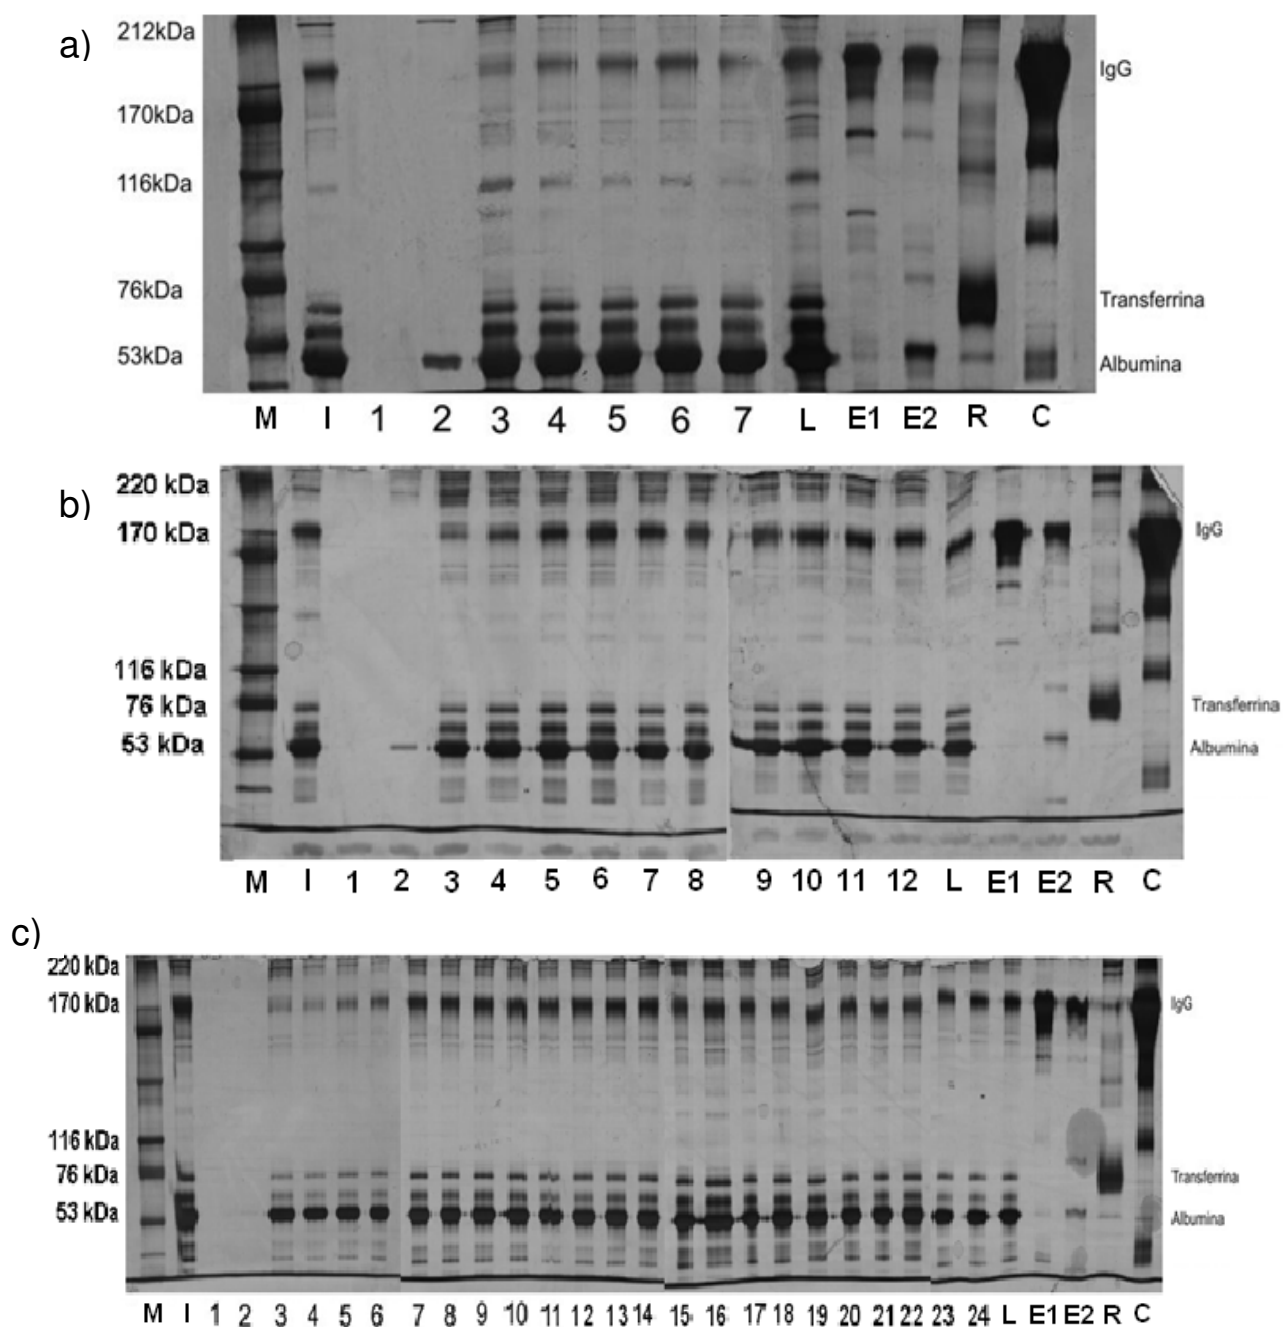 a)
212kDa
170kDa
116kDa
76kDa
53kDa
IgG
Transferrina
Albumina
M I 1 2 3 4 5 6 7 L E1 E2 R C
b)
220 kDa
170 kDa
116 kDa
76 kDa
53 kDa
IgG
Transferrina
Albumina
M I 1 2 3 4 5 6 7 8 9 10 11 12 L E1 E2 R C
c)
220 kDa
170 kDa
116 kDa
76 kDa
53 kDa
IgG
Transferrina
Albumina
M I 1 2 3 4 5 6 7 8 9 10 11 12 13 14 15 16 17 18 19 20 21 22 23 24 L E1 E2 R C